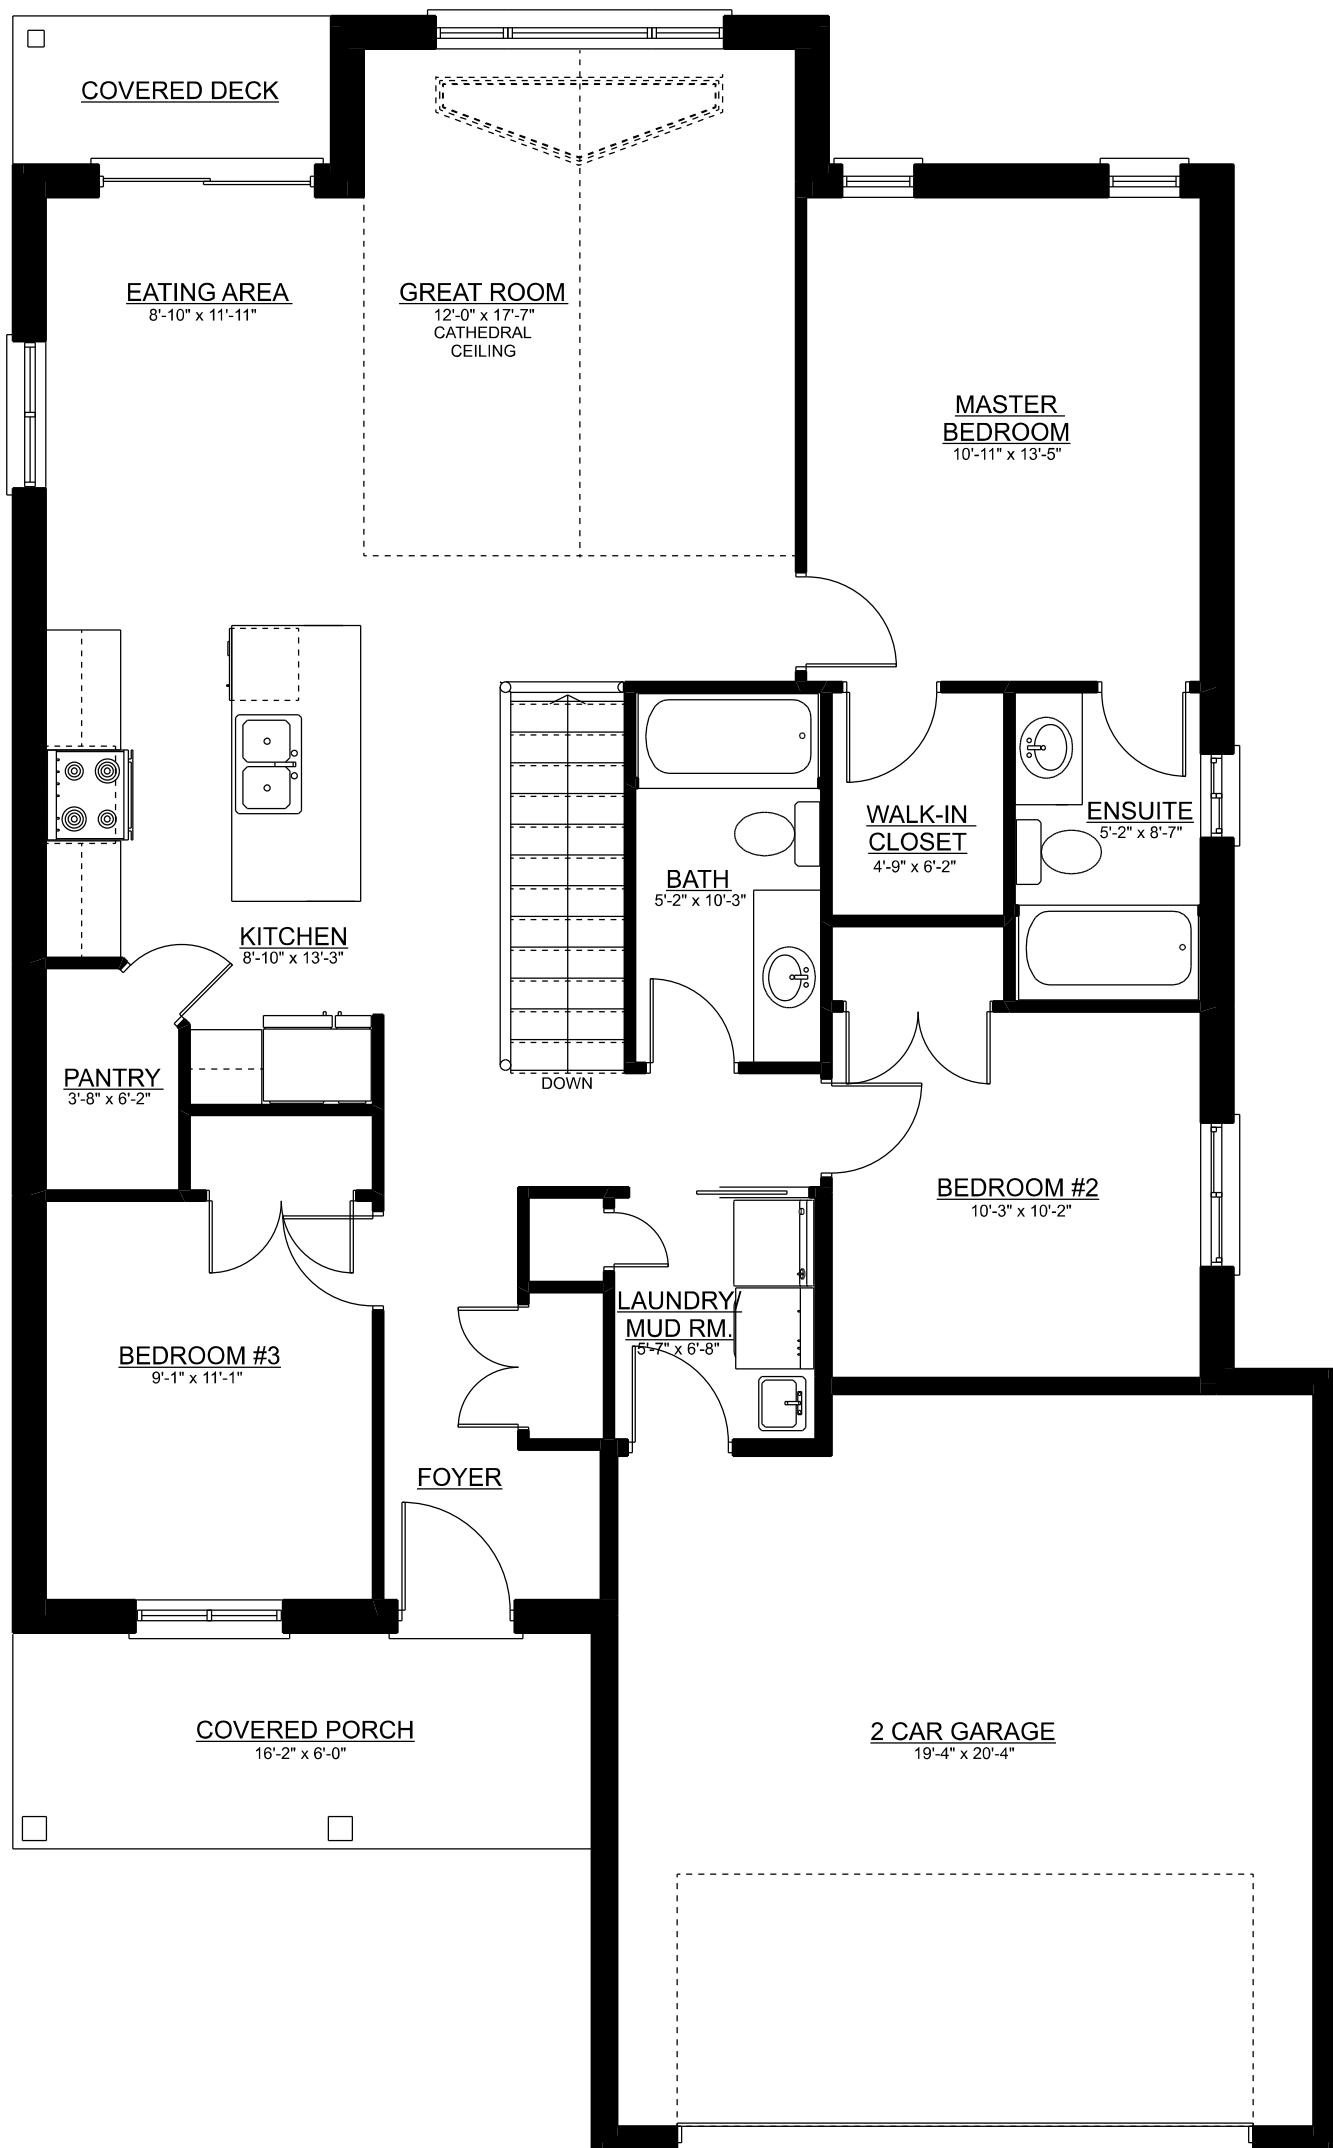 COVERED DECK
EATING AREA
8'-10" x 11'-11"
GREAT ROOM
12'-0" x 17'-7"
CATHEDRAL
CEILING
MASTER
BEDROOM
10'-11" x 13'-5"
WALK-IN
CLOSET
4'-9" x 6'-2"
ENSUITE
5'-2" x 8'-7"
BATH
5'-2" x 10'-3"
KITCHEN
8'-10" x 13'-3"
DOWN
PANTRY
3'-8" x 6'-2"
BEDROOM #2
10'-3" x 10'-2"
LAUNDRY/
MUD RM.
5'-7" x 6'-8"
BEDROOM #3
9'-1" x 11'-1"
FOYER
COVERED PORCH
16'-2" x 6'-0"
2 CAR GARAGE
19'-4" x 20'-4"